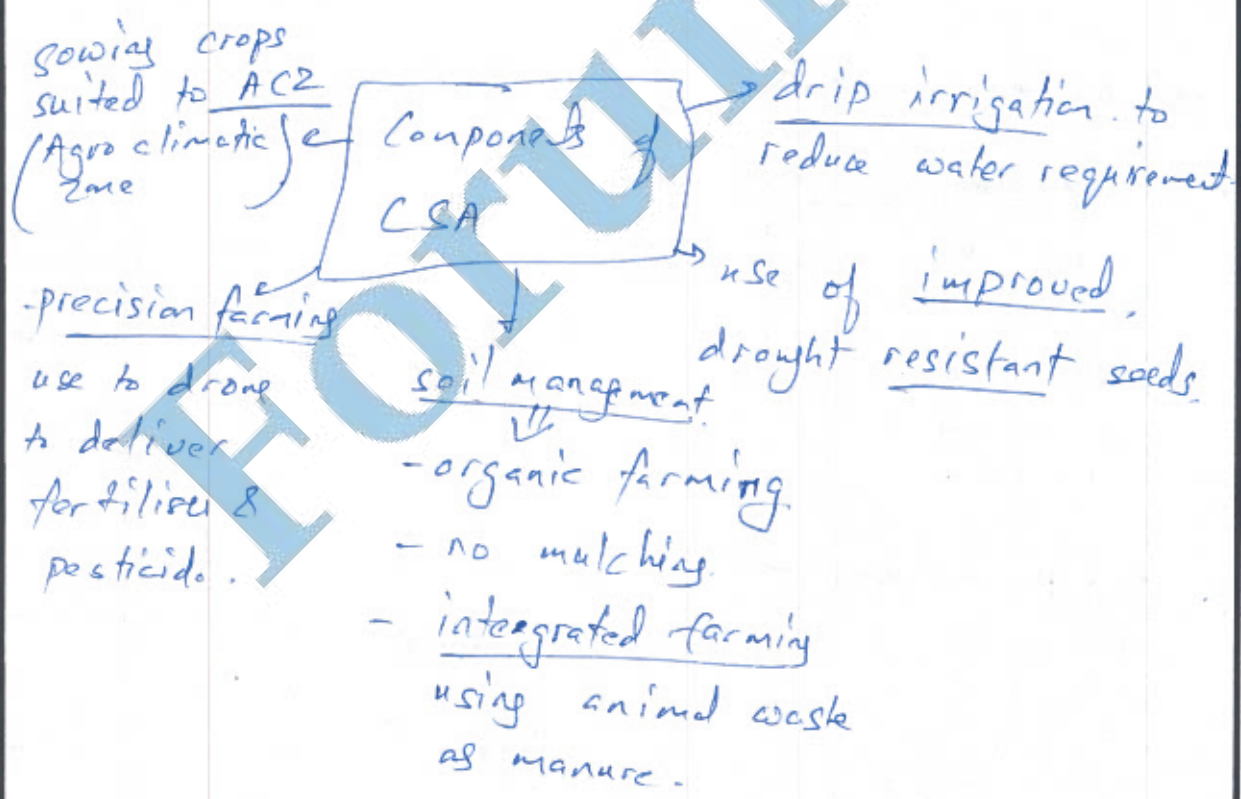 sowing crops
suited to ACZ
(Agro climatic
zone)
Components of
CSA
drip irrigation to
reduce water requirement
use of improved,
drought resistant seeds.
-precision farming
use to drone
to deliver
fertiliser &
pesticide.
soil managment
-organic farming
- no mulching.
- intergrated farming
using animal waste
as manure.
Forum